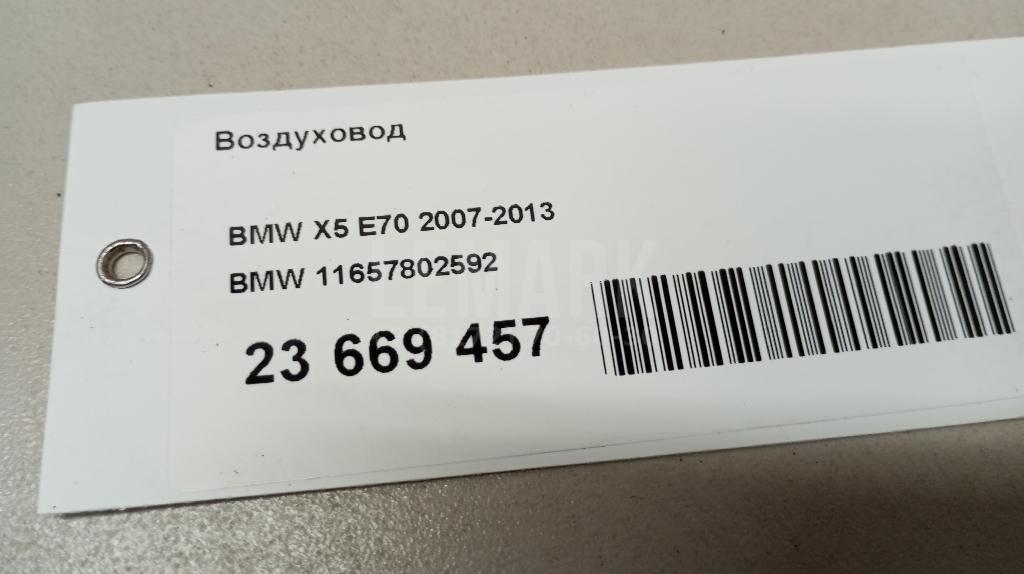 Воздуховод
BMW X5 E70 2007-2013
BMW 11657802592
LEMARK
23 669 457